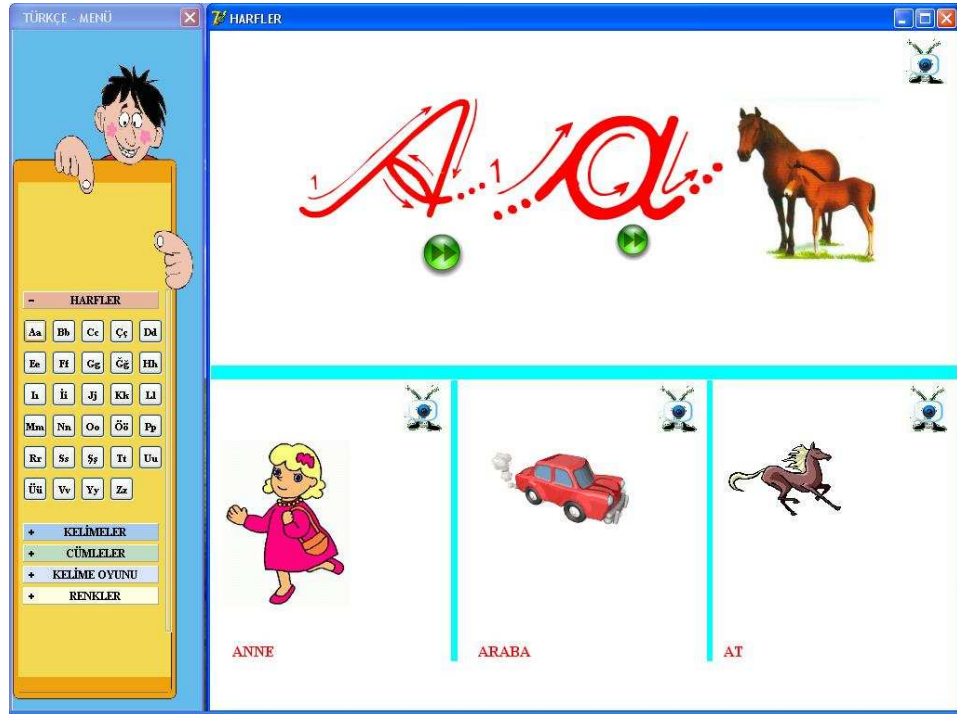 TÜRKÇE - MENÜ
HARFLER
1 A a 1
- HARFLER
Aa Bb Cc Çç Dd
Ee Ff Gg Ğğ Hh
Iı İi Jj Kk Ll
Mm Nn Oo Öö Pp
Rr Ss Şş Tt Uu
Üü Vv Yy Zz
+ KELİMELER
+ CÜMLELER
+ KELİME OYUNU
+ RENKLER
ANNE
ARABA
AT